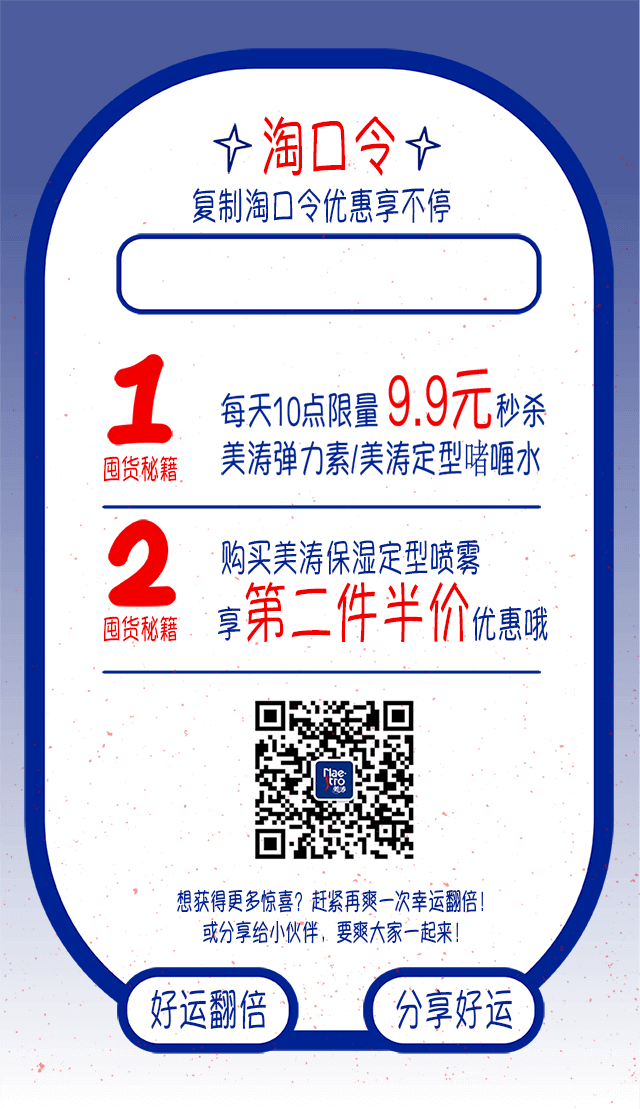 淘口令
复制淘口令优惠享不停
1
囤货秘籍
每天10点限量9.9元秒杀
美涛弹力素/美涛定型啫喱水
2
囤货秘籍
购买美涛保湿定型喷雾
享第二件半价优惠哦
Mae
stro
美涛
想获得更多惊喜？赶紧再爽一次幸运翻倍！
或分享给小伙伴，要爽大家一起来！
好运翻倍
分享好运